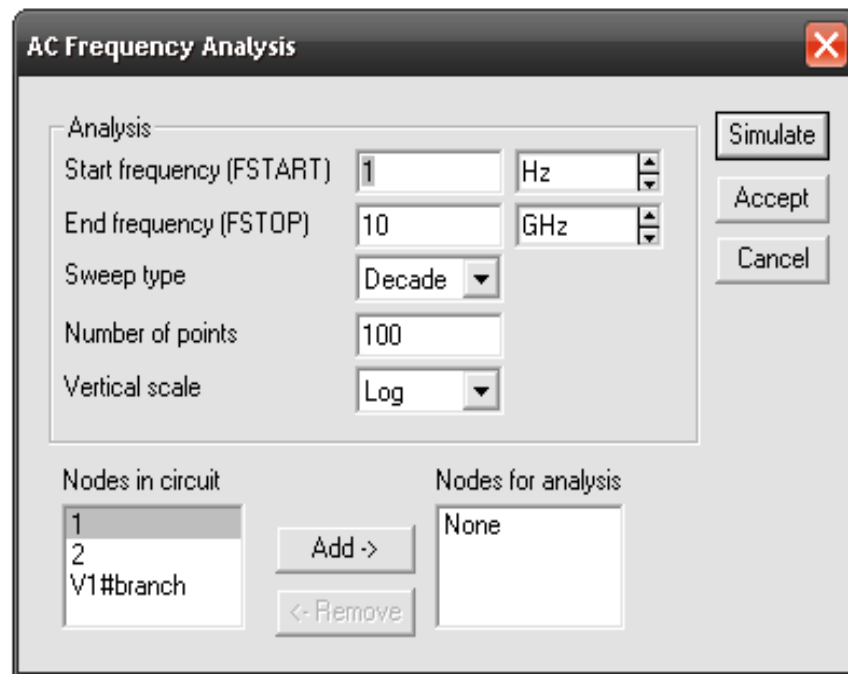 AC Frequency Analysis
Analysis
Start frequency (FSTART) 1 Hz
Simulate
End frequency (FSTOP) 10 GHz
Accept
Sweep type Decade
Cancel
Number of points 100
Vertical scale Log
Nodes in circuit
1
2
V1#branch
Add ->
<- Remove
Nodes for analysis
None